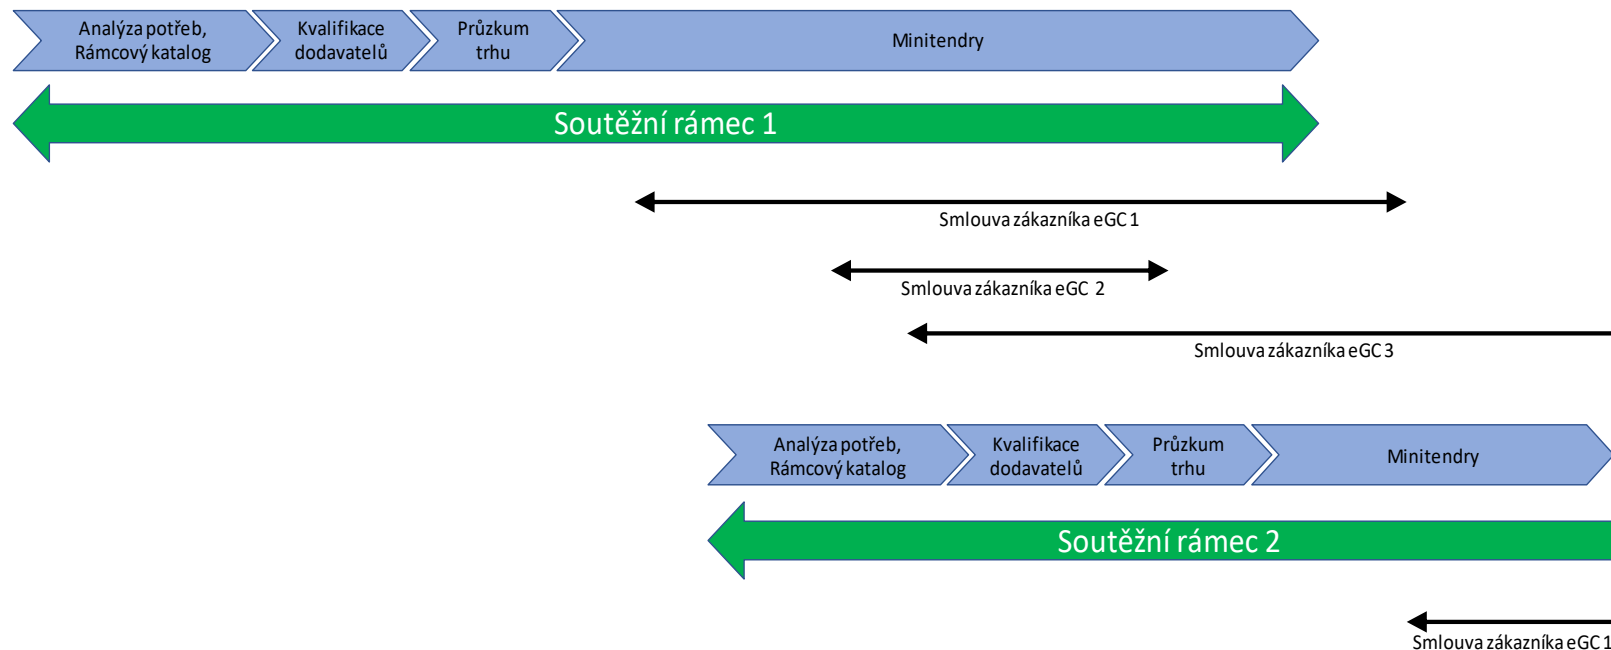 Analýza potřeb,
Rámcový katalog
Kvalifikace
dodavatelů
Průzkum
trhu
Minitendry
Soutěžní rámec 1
Smlouva zákazníka eGC 1
Smlouva zákazníka eGC 2
Smlouva zákazníka eGC 3
Analýza potřeb,
Rámcový katalog
Kvalifikace
dodavatelů
Průzkum
trhu
Minitendry
Soutěžní rámec 2
Smlouva zákazníka eGC 1